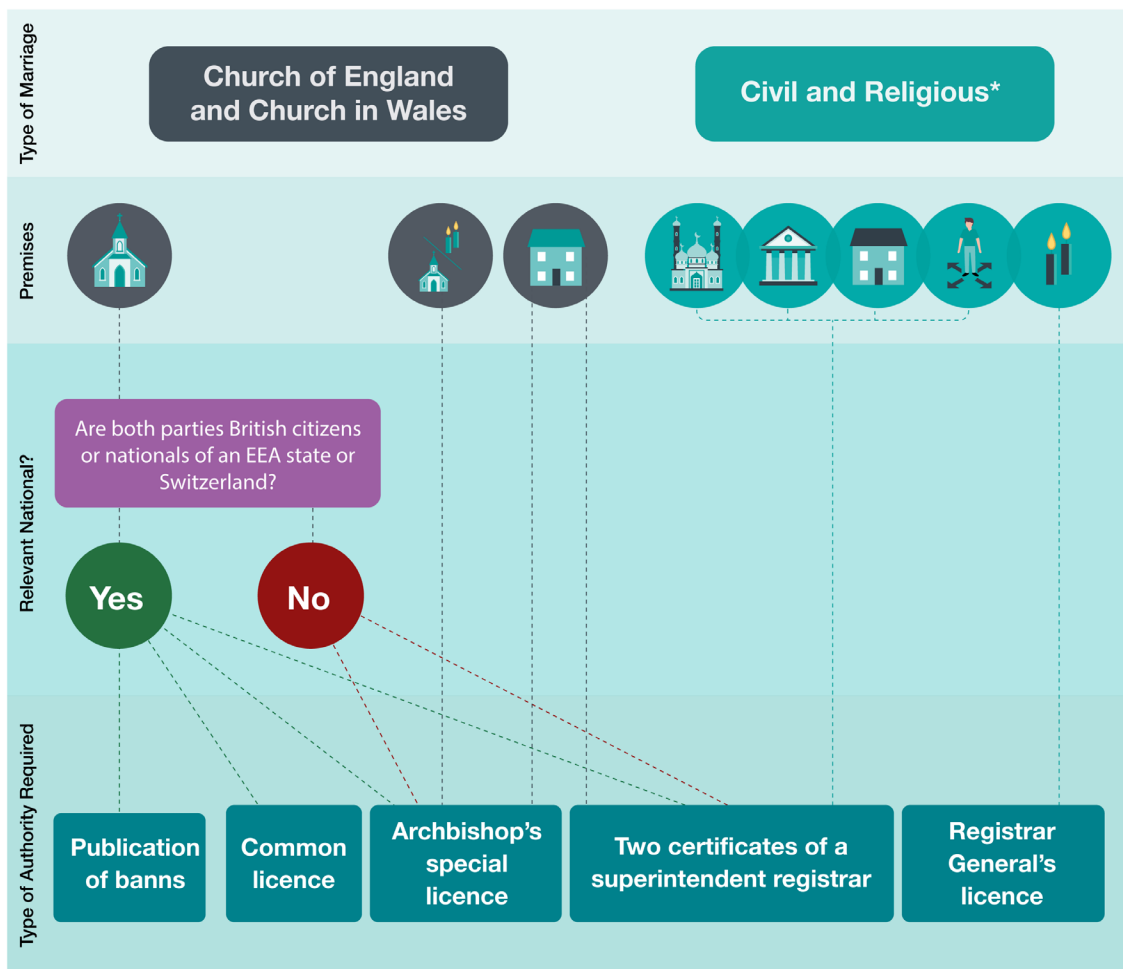 Type of Marriage
Church of England
and Church in Wales
Civil and Religious*
Premises
Relevant National?
Are both parties British citizens
or nationals of an EEA state or
Switzerland?
Yes
No
Type of Authority Required
Publication
of banns
Common
licence
Archbishop's
special
licence
Two certificates of a
superintendent registrar
Registrar
General's
licence